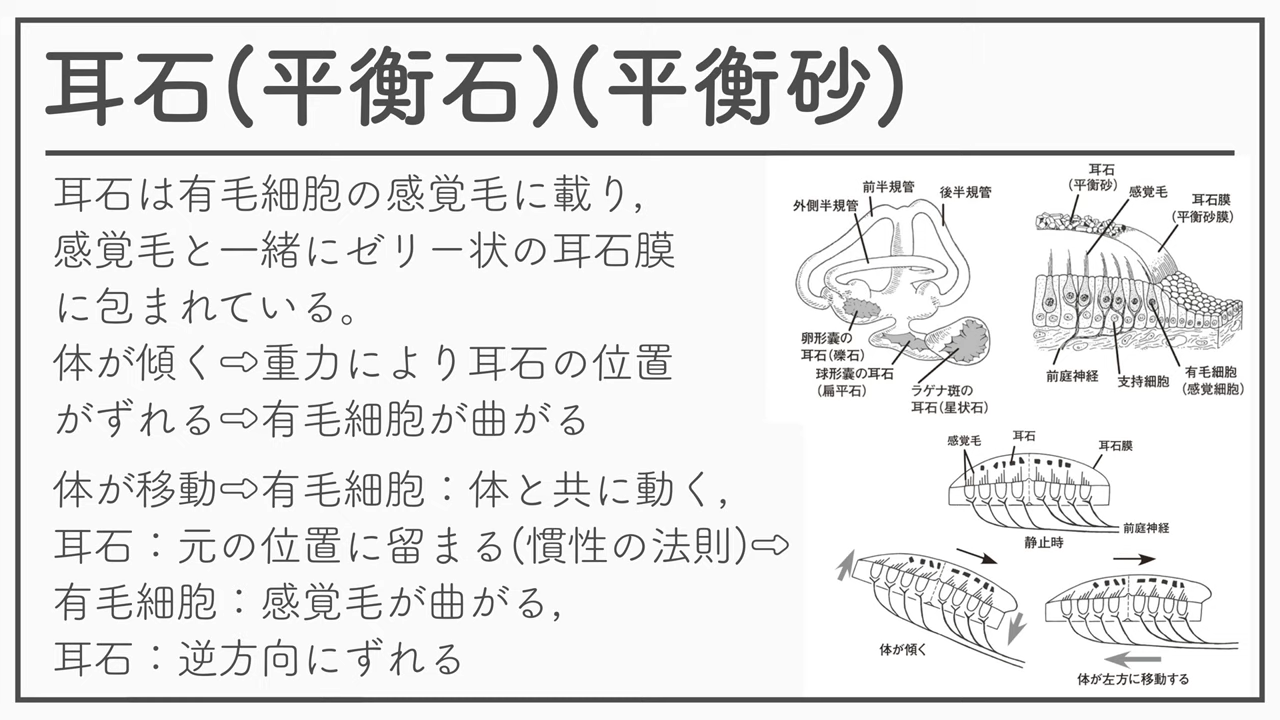 耳石(平衡石)(平衡砂)
耳石は有毛細胞の感覚毛に載り,
感覚毛と一緒にゼリー状の耳石膜
に包まれている。
体が傾く⇨重力により耳石の位置
がずれる⇨有毛細胞が曲がる
体が移動⇨有毛細胞：体と共に動く,
耳石：元の位置に留まる(慣性の法則)⇨
有毛細胞：感覚毛が曲がる,
耳石：逆方向にずれる
前半規管
後半規管
外側半規管
卵形嚢の
耳石(礫石)
球形嚢の耳石
(扁平石)
ラゲナ斑の
耳石(星状石)
耳石
(平衡砂)
感覚毛
耳石膜
(平衡砂膜)
前庭神経
支持細胞
有毛細胞
(感覚細胞)
感覚毛
耳石
耳石膜
前庭神経
静止時
体が傾く
体が左方に移動する